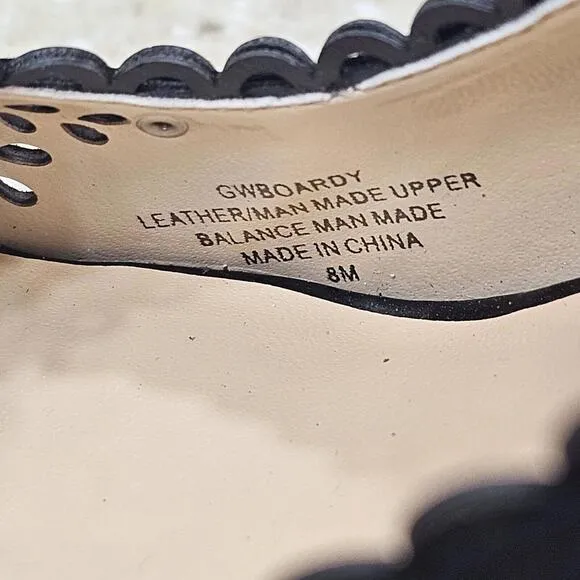 GWBOARDY
LEATHER/MAN MADE UPPER
BALANCE MAN MADE
MADE IN CHINA
8M